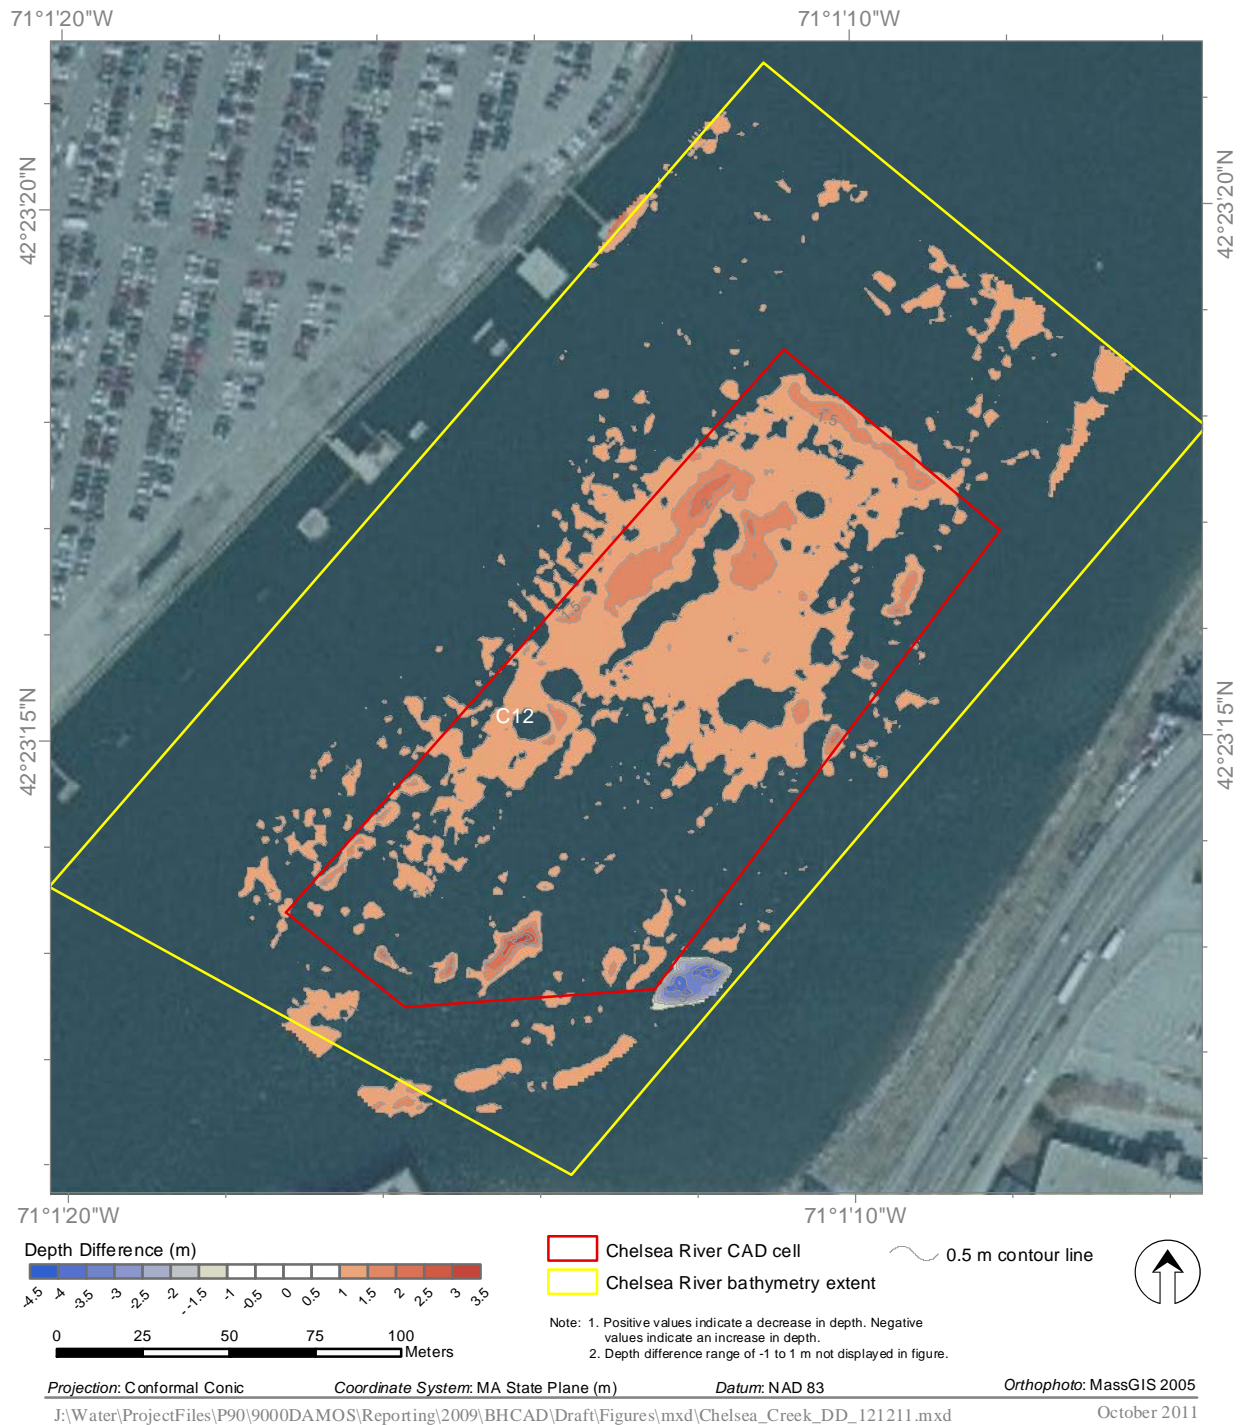 71°1'20"W 71°1'10"W
42°23'20"N 42°23'20"N
1.5
2
1.5
C12
42°23'15"N 42°23'15"N
71°1'20"W 71°1'10"W
Depth Difference (m)
-4.5 -4 -3.5 -3 -2.5 -2 -1.5 -1 -0.5 0 0.5 1 1.5 2 2.5 3 3.5
0 25 50 75 100
Meters
Chelsea River CAD cell
Chelsea River bathymetry extent
0.5 m contour line
Note: 1. Positive values indicate a decrease in depth. Negative
values indicate an increase in depth.
2. Depth difference range of -1 to 1 m not displayed in figure.
Projection: Conformal Conic Coordinate System: MA State Plane (m) Datum: NAD 83 Orthophoto: MassGIS 2005
J:\Water\ProjectFiles\P90\9000DAMOS\Reporting\2009\BHCAD\Draft\Figures\mxd\Chelsea_Creek_DD_121211.mxd October 2011